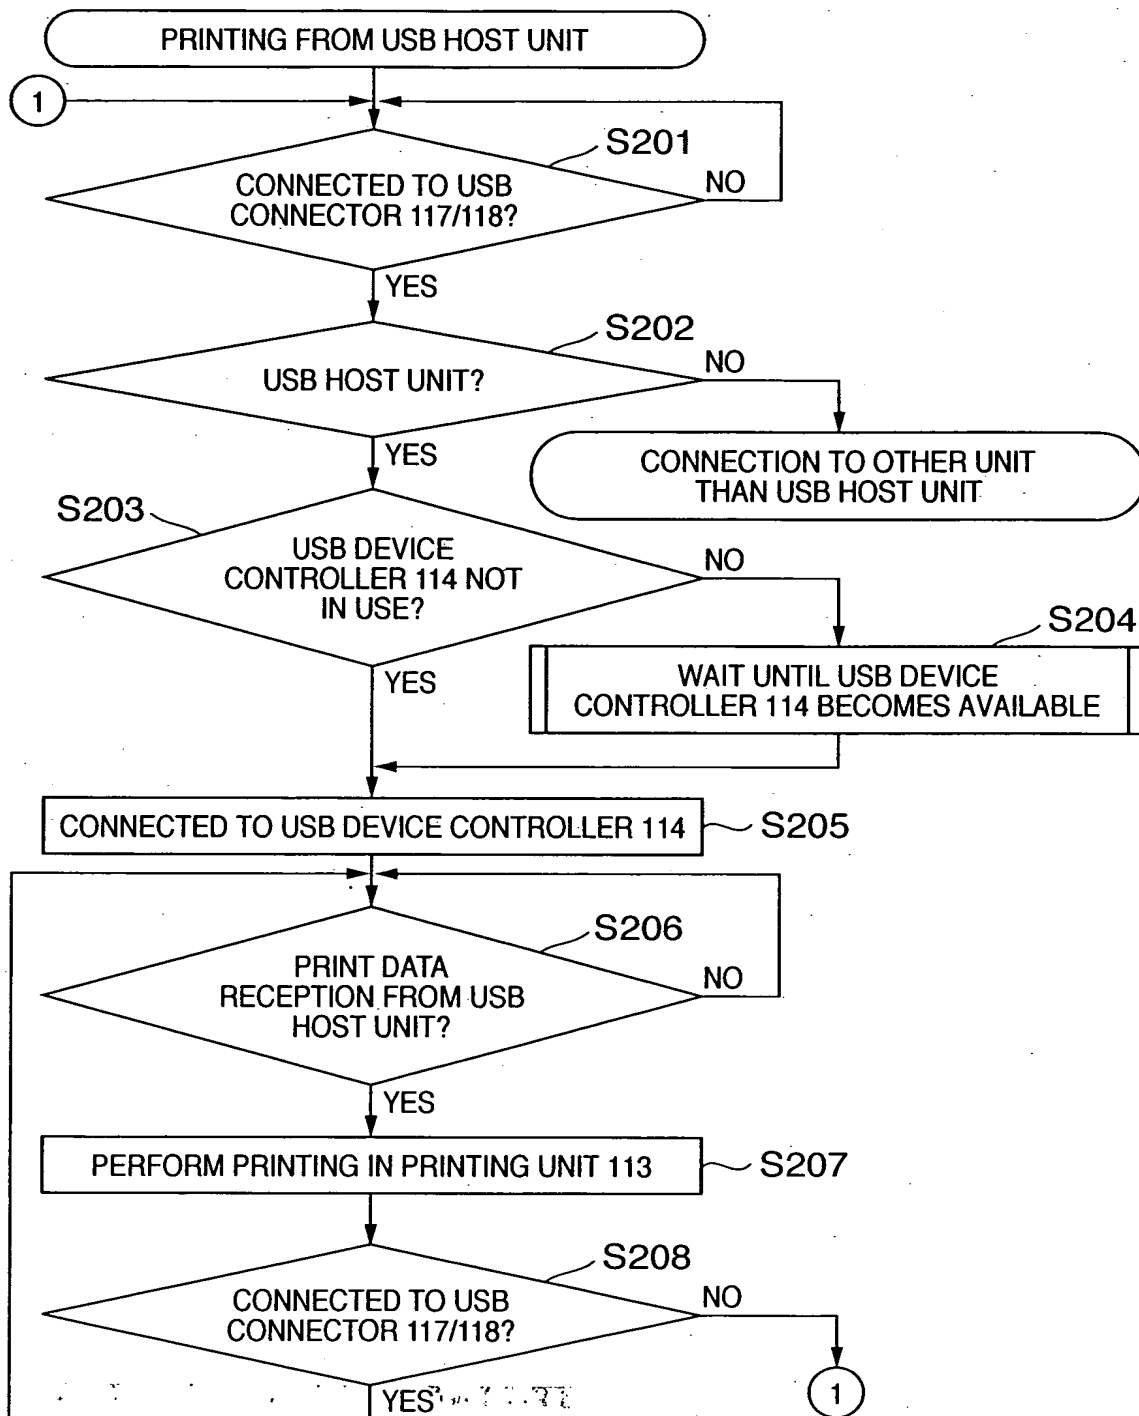 PRINTING FROM USB HOST UNIT
1
S201
CONNECTED TO USB
CONNECTOR 117/118?
NO
YES
S202
USB HOST UNIT?
NO
YES
CONNECTION TO OTHER UNIT
THAN USB HOST UNIT
S203
USB DEVICE
CONTROLLER 114 NOT
IN USE?
NO
YES
S204
WAIT UNTIL USB DEVICE
CONTROLLER 114 BECOMES AVAILABLE
CONNECTED TO USB DEVICE CONTROLLER 114
S205
S206
PRINT DATA
RECEPTION FROM USB
HOST UNIT?
NO
YES
PERFORM PRINTING IN PRINTING UNIT 113
S207
S208
CONNECTED TO USB
CONNECTOR 117/118?
NO
YES
1